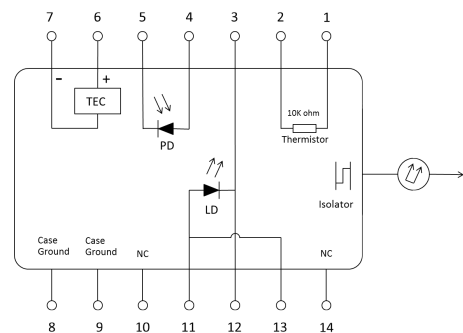 7 6 5 4 3 2 1
- +
TEC
10K ohm
Thermistor
PD
LD
Isolator
Case Ground
Case Ground
NC
NC
8 9 10 11 12 13 14